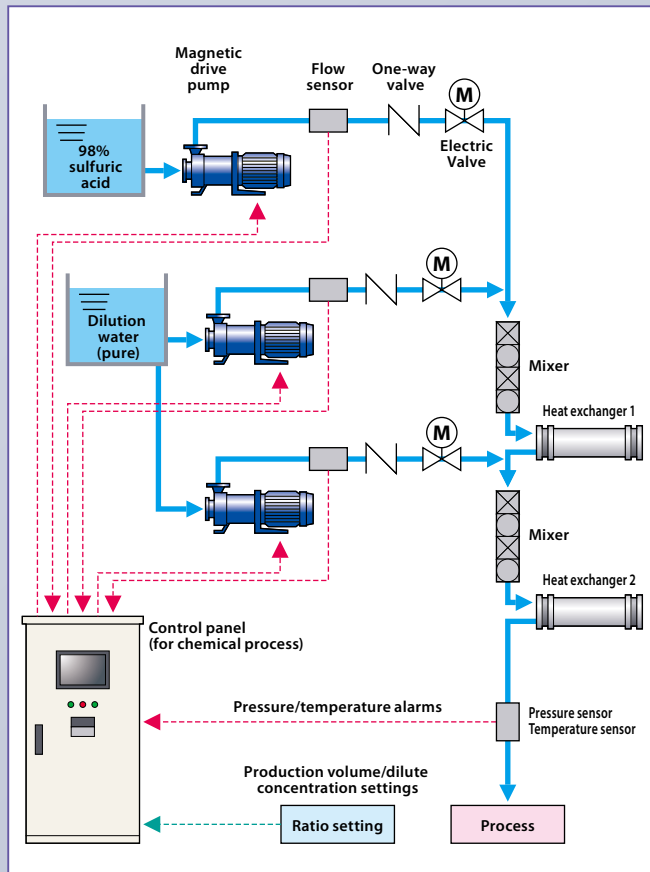 Magnetic
drive
pump
Flow
sensor
One-way
valve
M
Electric
Valve
98%
sulfuric
acid
M
Dilution
water
(pure)
Mixer
Heat exchanger 1
M
Mixer
Heat exchanger 2
Control panel
(for chemical process)
Pressure/temperature alarms
Pressure sensor
Temperature sensor
Production volume/dilute
concentration settings
Ratio setting
Process